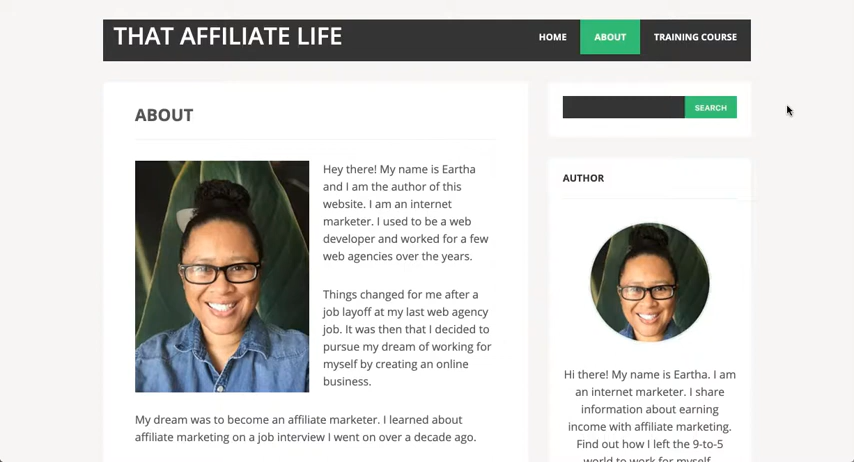 THAT AFFILIATE LIFE
HOME
ABOUT
TRAINING COURSE
ABOUT
Hey there! My name is Eartha
and I am the author of this
website. I am an internet
marketer. I used to be a web
developer and worked for a few
web agencies over the years.
Things changed for me after a
job layoff at my last web agency
job. It was then that I decided to
pursue my dream of working for
myself by creating an online
business.
My dream was to become an affiliate marketer. I learned about
affiliate marketing on a job interview I went on over a decade ago.
SEARCH
AUTHOR
Hi there! My name is Eartha. I am
an internet marketer. I share
information about earning
income with affiliate marketing.
Find out how I left the 9-to-5
world to work for myself